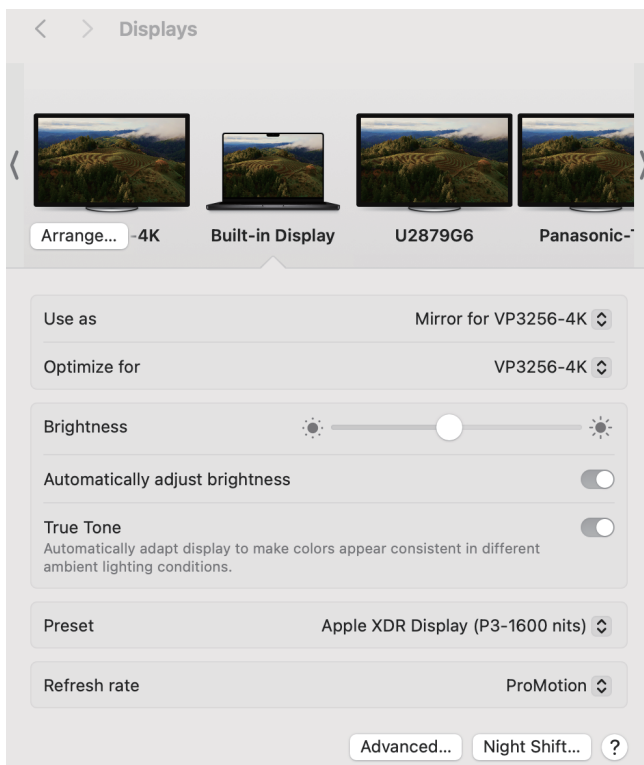 Displays
Arrange... -4K
Built-in Display
U2879G6
Panasonic-
Use as
Mirror for VP3256-4K
Optimize for
VP3256-4K
Brightness
Automatically adjust brightness
True Tone
Automatically adapt display to make colors appear consistent in different
ambient lighting conditions.
Preset
Apple XDR Display (P3-1600 nits)
Refresh rate
ProMotion
Advanced...
Night Shift...
?